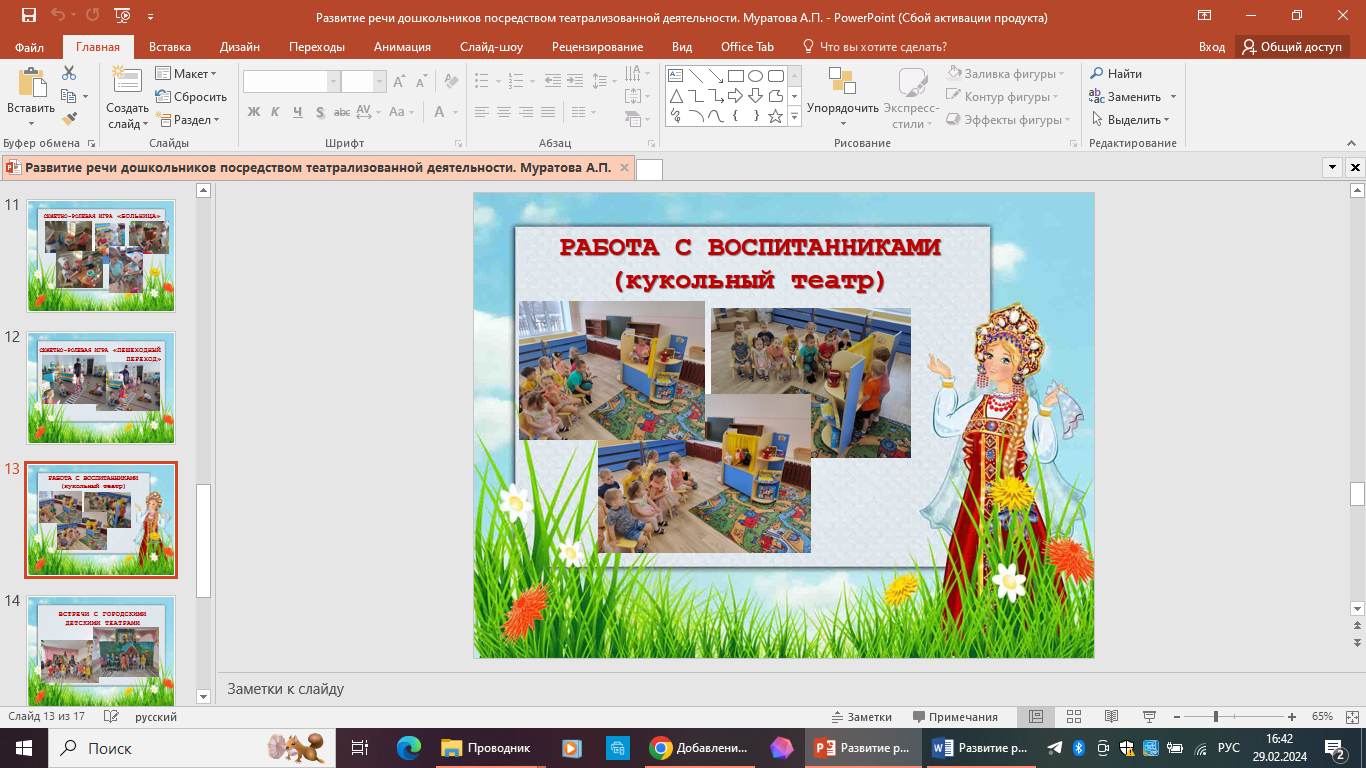 Развитие речи дошкольников посредством театрализованной деятельности. Муратова А.П. - PowerPoint (Сбой активации продукта)
Файл Главная Вставка Дизайн Переходы Анимация Слайд-шоу Рецензирование Вид Office Tab Что вы хотите сделать? Вход Общий доступ
Вставить
Создать слайд
Макет
Сбросить
Раздел
Ж К Ч S abc AV Aa А
Упорядочить
Экспресс-стили
Заливка фигуры
Контур фигуры
Эффекты фигуры
Найти
Заменить
Выделить
Буфер обмена Слайды Шрифт Абзац Рисование Редактирование
Развитие речи дошкольников посредством театрализованной деятельности. Муратова А.П.
11
СЮЖЕТНО-РОЛЕВАЯ ИГРА «БОЛЬНИЦА»
12
СЮЖЕТНО-РОЛЕВАЯ ИГРА «ПЕШЕХОДНЫЙ
ПЕРЕХОД»
13
РАБОТА С ВОСПИТАННИКАМИ
(кукольный театр)
14
ВСТРЕЧИ С ГОРОДСКИМИ
ДЕТСКИМИ ТЕАТРАМИ
РАБОТА С ВОСПИТАННИКАМИ
(кукольный театр)
Заметки к слайду
Слайд 13 из 17 русский Заметки Примечания 65%
Поиск Проводник Добавлени... Развитие р... Развитие р... РУС
16:42
29.02.2024
2